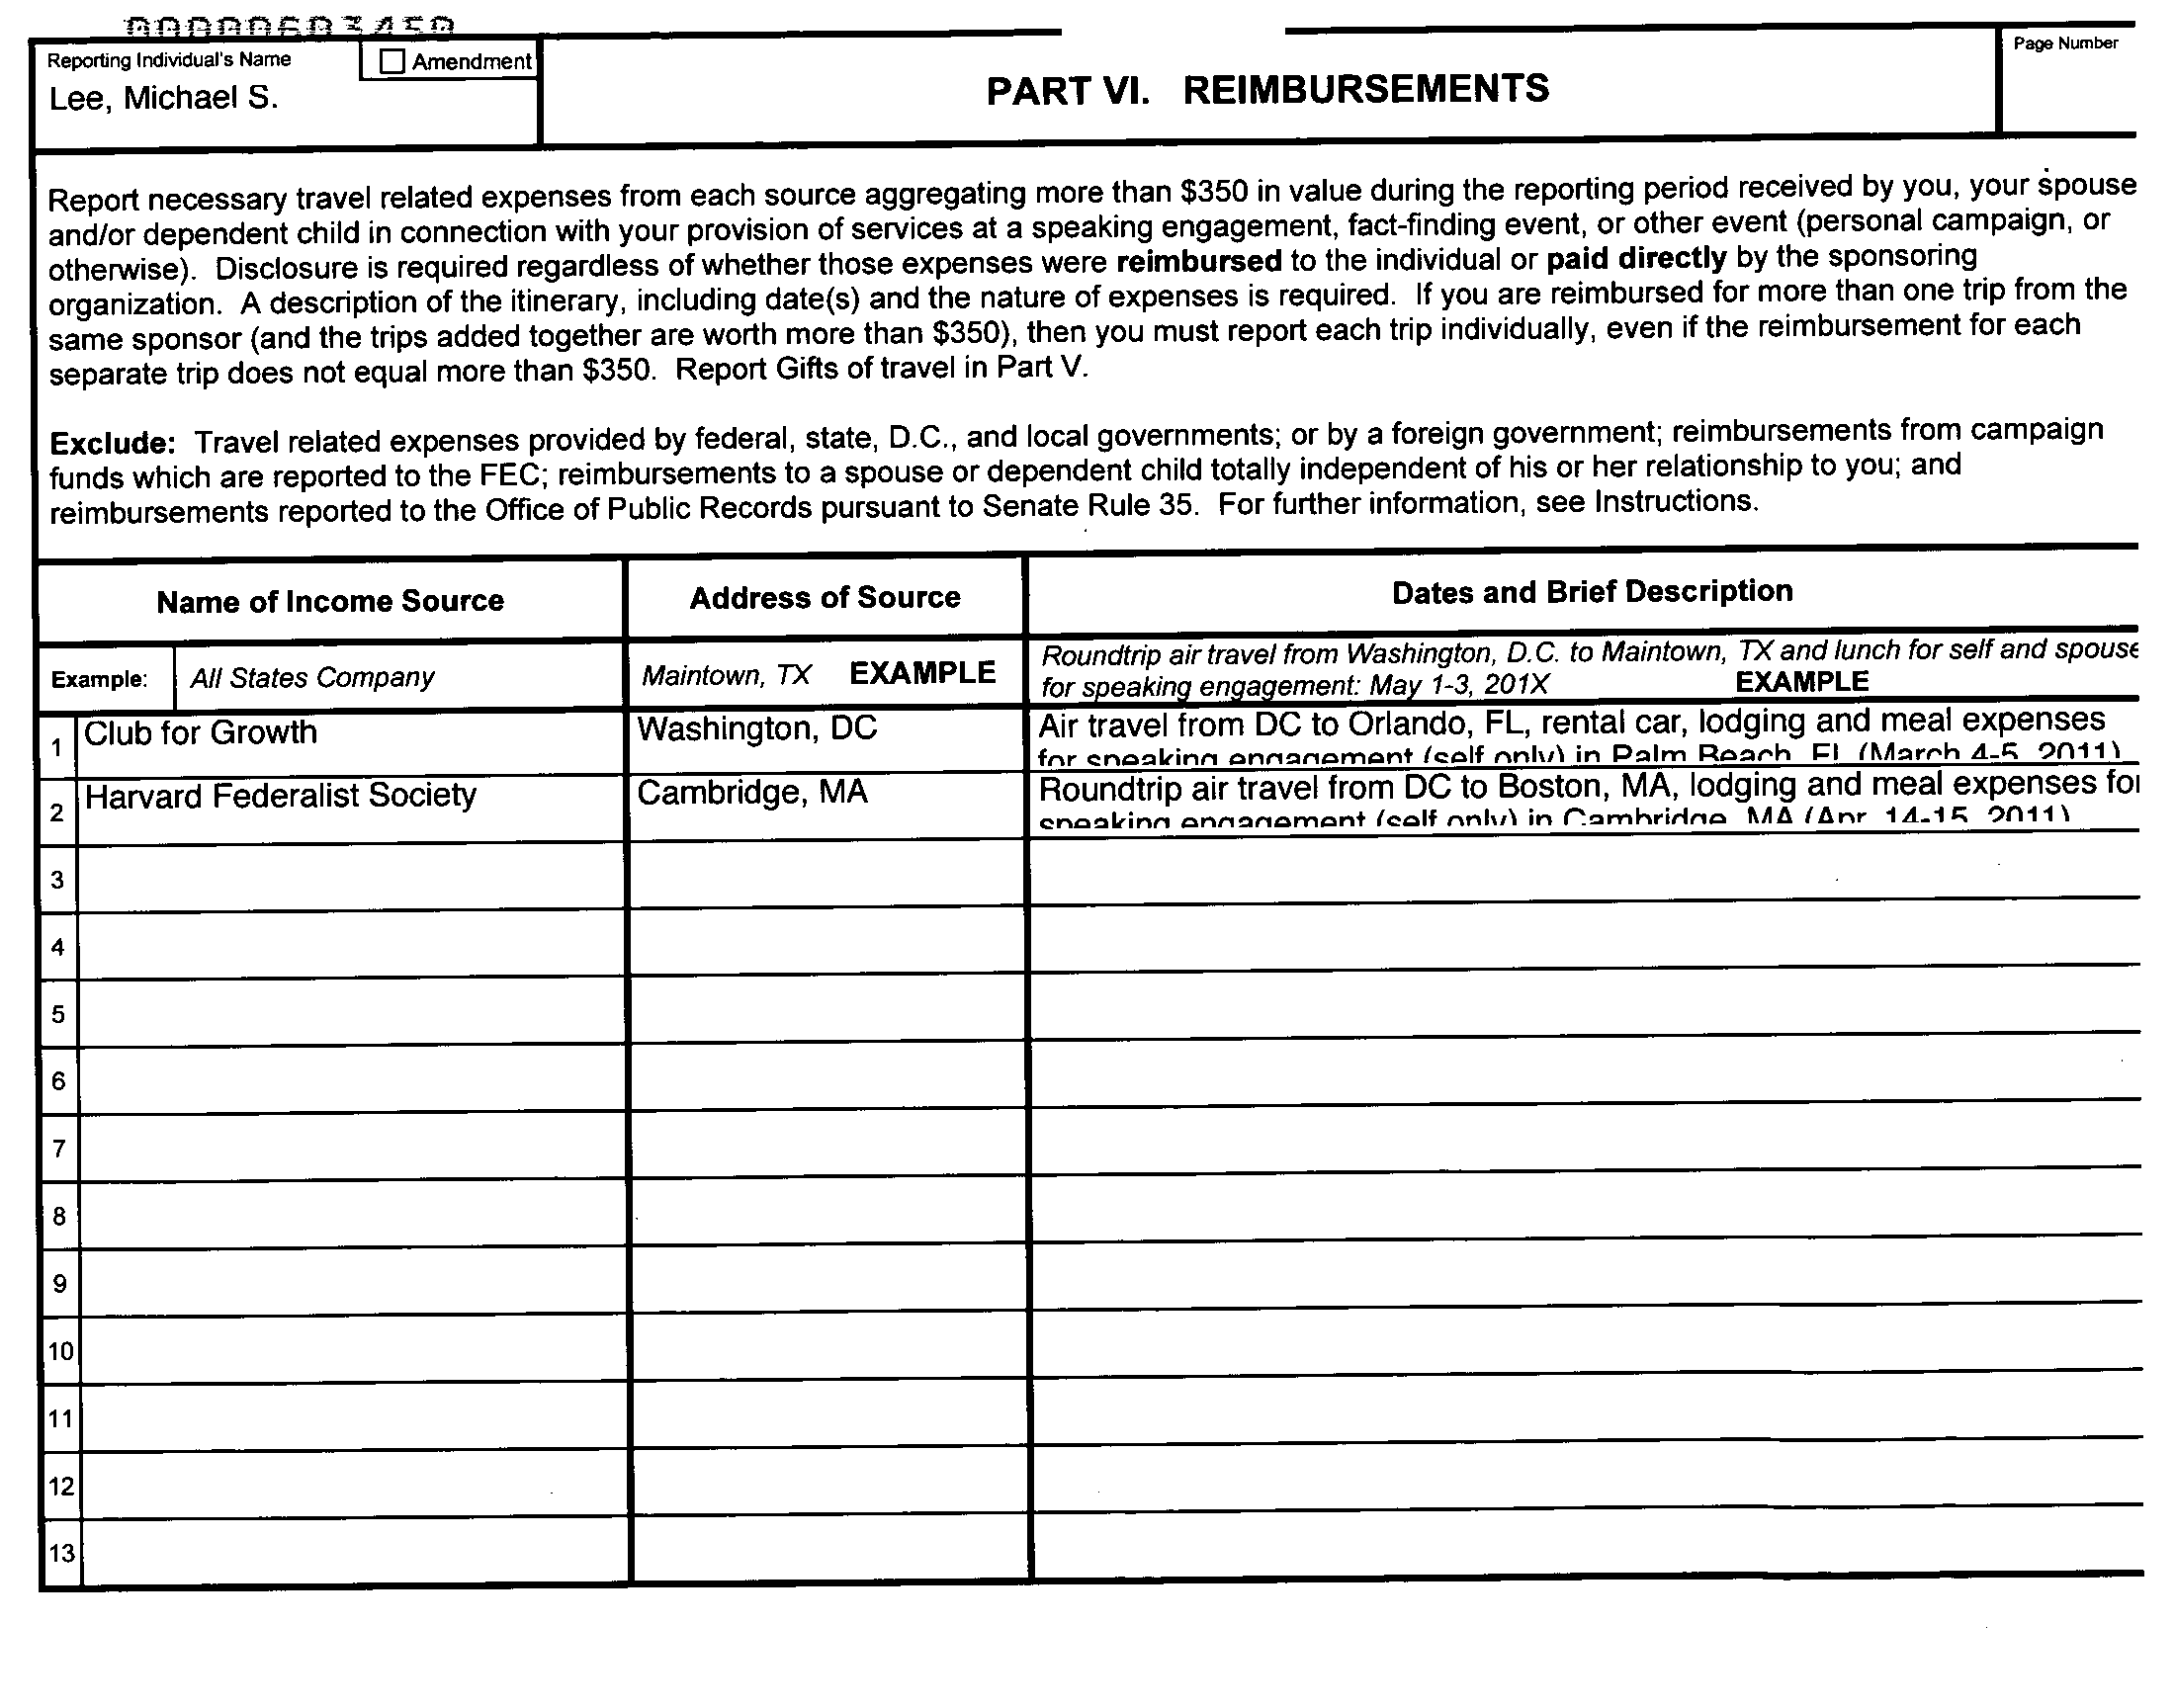 000000603450
Reporting Individual's Name
Amendment
Lee, Michael S.
PART VI. REIMBURSEMENTS
Page Number
Report necessary travel related expenses from each source aggregating more than $350 in value during the reporting period received by you, your spouse
and/or dependent child in connection with your provision of services at a speaking engagement, fact-finding event, or other event (personal campaign, or
otherwise). Disclosure is required regardless of whether those expenses were reimbursed to the individual or paid directly by the sponsoring
organization. A description of the itinerary, including date(s) and the nature of expenses is required. If you are reimbursed for more than one trip from the
same sponsor (and the trips added together are worth more than $350), then you must report each trip individually, even if the reimbursement for each
separate trip does not equal more than $350. Report Gifts of travel in Part V.
Exclude: Travel related expenses provided by federal, state, D.C., and local governments; or by a foreign government; reimbursements from campaign
funds which are reported to the FEC; reimbursements to a spouse or dependent child totally independent of his or her relationship to you; and
reimbursements reported to the Office of Public Records pursuant to Senate Rule 35. For further information, see Instructions.
Name of Income Source
Address of Source
Dates and Brief Description
Example:
All States Company
Maintown, TX EXAMPLE
Roundtrip air travel from Washington, D.C. to Maintown, TX and lunch for self and spouse
for speaking engagement: May 1-3, 201X EXAMPLE
1
Club for Growth
Washington, DC
Air travel from DC to Orlando, FL, rental car, lodging and meal expenses
for speaking engagement (self only) in Palm Beach, FL (March 4-5, 2011)
2
Harvard Federalist Society
Cambridge, MA
Roundtrip air travel from DC to Boston, MA, lodging and meal expenses for
speaking engagement (self only) in Cambridge, MA (Apr. 14-15, 2011)
3
4
5
6
7
8
9
10
11
12
13